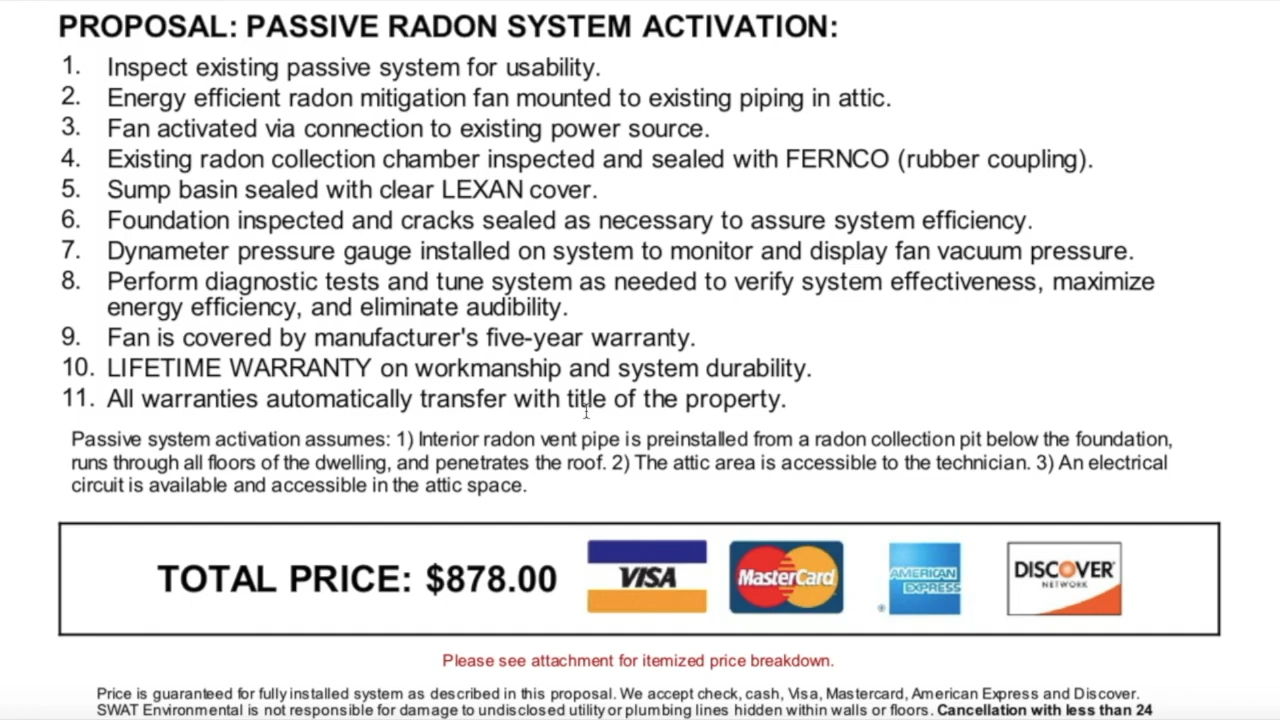 PROPOSAL: PASSIVE RADON SYSTEM ACTIVATION:
1. Inspect existing passive system for usability.
2. Energy efficient radon mitigation fan mounted to existing piping in attic.
3. Fan activated via connection to existing power source.
4. Existing radon collection chamber inspected and sealed with FERNCO (rubber coupling).
5. Sump basin sealed with clear LEXAN cover.
6. Foundation inspected and cracks sealed as necessary to assure system efficiency.
7. Dynameter pressure gauge installed on system to monitor and display fan vacuum pressure.
8. Perform diagnostic tests and tune system as needed to verify system effectiveness, maximize
energy efficiency, and eliminate audibility.
9. Fan is covered by manufacturer's five-year warranty.
10. LIFETIME WARRANTY on workmanship and system durability.
11. All warranties automatically transfer with title of the property.
Passive system activation assumes: 1) Interior radon vent pipe is preinstalled from a radon collection pit below the foundation,
runs through all floors of the dwelling, and penetrates the roof. 2) The attic area is accessible to the technician. 3) An electrical
circuit is available and accessible in the attic space.
TOTAL PRICE: $878.00
VISA
MasterCard
AMERICAN
EXPRESS
®
DISCOVER
NETWORK
Please see attachment for itemized price breakdown.
Price is guaranteed for fully installed system as described in this proposal. We accept check, cash, Visa, Mastercard, American Express and Discover.
SWAT Environmental is not responsible for damage to undisclosed utility or plumbing lines hidden within walls or floors. Cancellation with less than 24